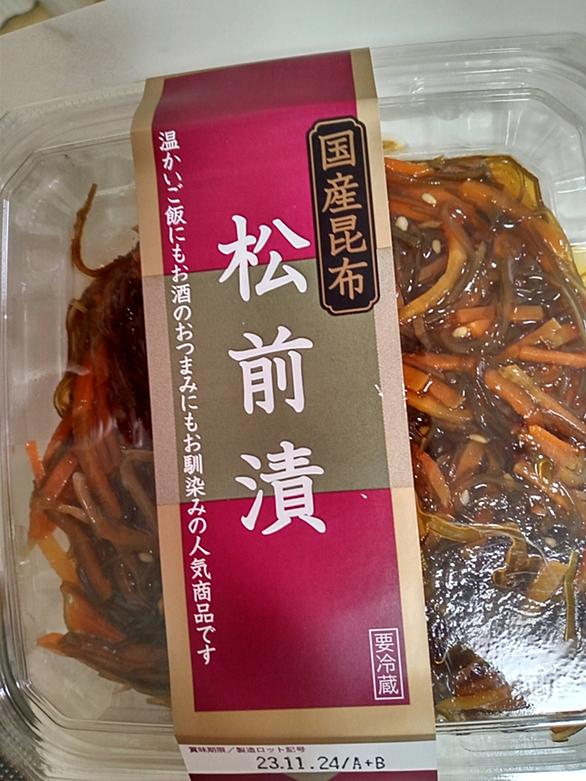 国産昆布
松前漬
温かいご飯にもお酒のおつまみにもお馴染みの人気商品です
要冷蔵
賞味期限/製造ロット記号
23.11.24/A+B